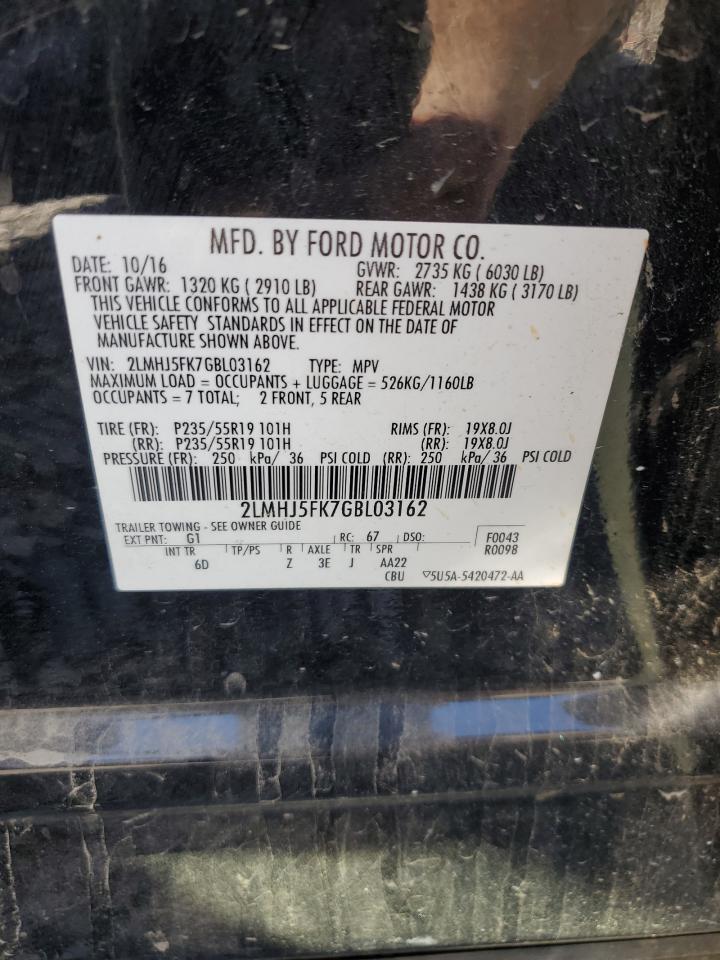 MFD. BY FORD MOTOR CO.
DATE: 10/16 GVWR: 2735 KG ( 6030 LB)
FRONT GAWR: 1320 KG ( 2910 LB) REAR GAWR: 1438 KG ( 3170 LB)
THIS VEHICLE CONFORMS TO ALL APPLICABLE FEDERAL MOTOR
VEHICLE SAFETY STANDARDS IN EFFECT ON THE DATE OF
MANUFACTURE SHOWN ABOVE.
VIN: 2LMHJ5FK7GBL03162 TYPE: MPV
MAXIMUM LOAD = OCCUPANTS + LUGGAGE = 526KG/1160LB
OCCUPANTS = 7 TOTAL; 2 FRONT, 5 REAR
TIRE (FR): P235/55R19 101H RIMS (FR): 19X8.0J
(RR): P235/55R19 101H (RR): 19X8.0J
PRESSURE (FR): 250 kPa/ 36 PSI COLD (RR): 250 kPa/ 36 PSI COLD
2LMHJ5FK7GBL03162
TRAILER TOWING - SEE OWNER GUIDE
EXT PNT: G1 RC: 67 DSO: F0043
INT TR TP/PS R AXLE TR SPR R0098
6D Z 3E J AA22
CBU ▽5U5A-5420472-AA